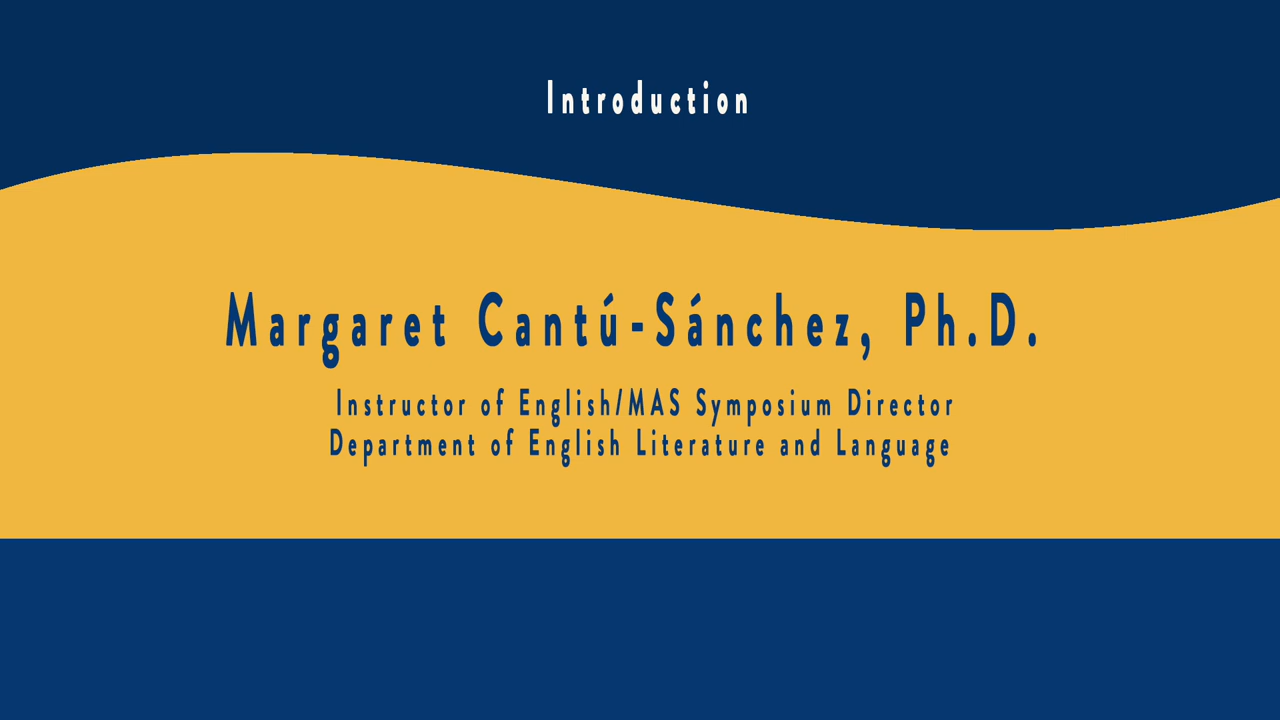 Introduction
Margaret Cantú-Sánchez, Ph.D.
Instructor of English/MAS Symposium Director
Department of English Literature and Language